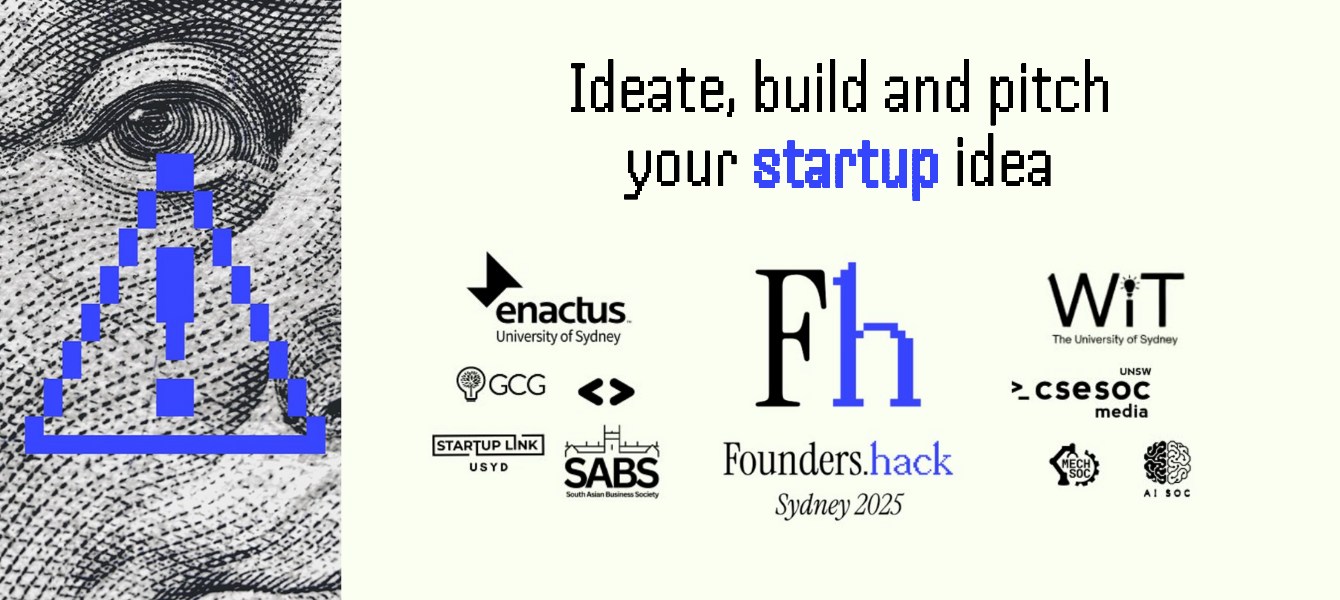 Ideate, build and pitch
your startup idea
enactus
University of Sydney
GCG
<>
STARTUP LINK
USYD
SABS
South Asian Business Society
Fh
Founders.hack
Sydney 2025
WiT
The University of Sydney
UNSW
>_csesoc
media
MECH
SOC
AI SOC